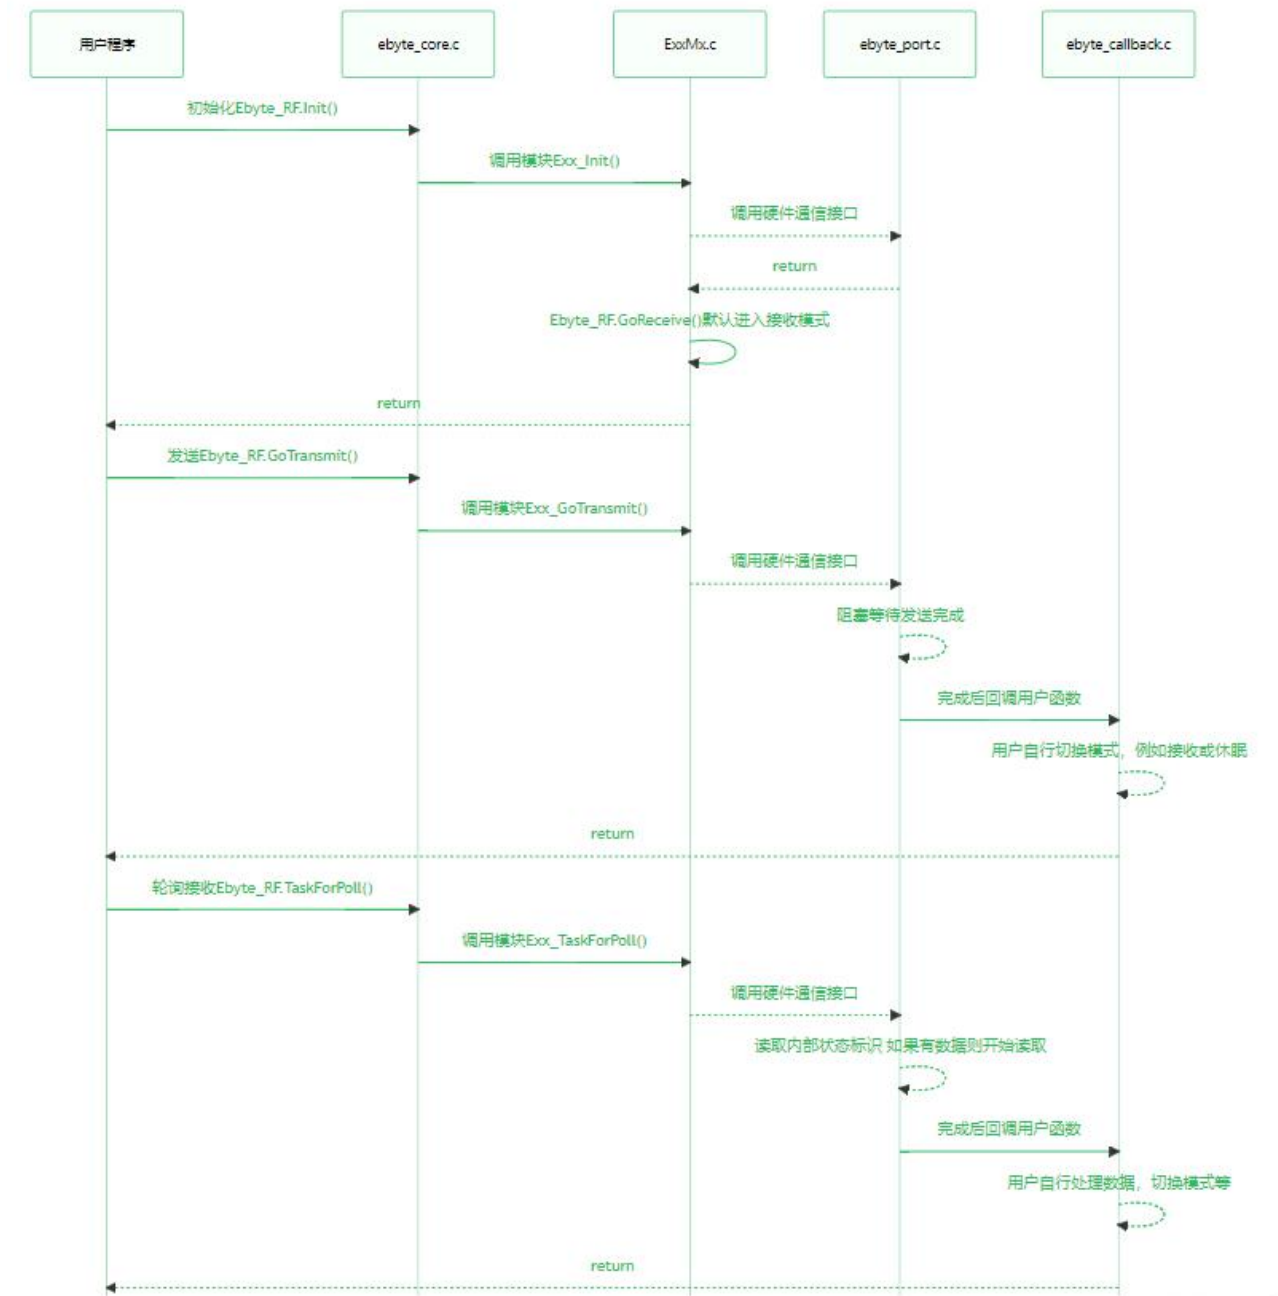 用户程序
ebyte_core.c
ExxMx.c
ebyte_port.c
ebyte_callback.c
初始化Ebyte_RF.Init()
调用模块Exx_Init()
调用硬件通信接口
return
Ebyte_RF.GoReceive()默认进入接收模式
return
发送Ebyte_RF.GoTransmit()
调用模块Exx_GoTransmit()
调用硬件通信接口
阻塞等待发送完成
完成后回调用户函数
用户自行切换模式，例如接收或休眠
return
轮询接收Ebyte_RF.TaskForPoll()
调用模块Exx_TaskForPoll()
调用硬件通信接口
读取内部状态标识 如果有数据则开始读取
完成后回调用户函数
用户自行处理数据，切换模式等
return